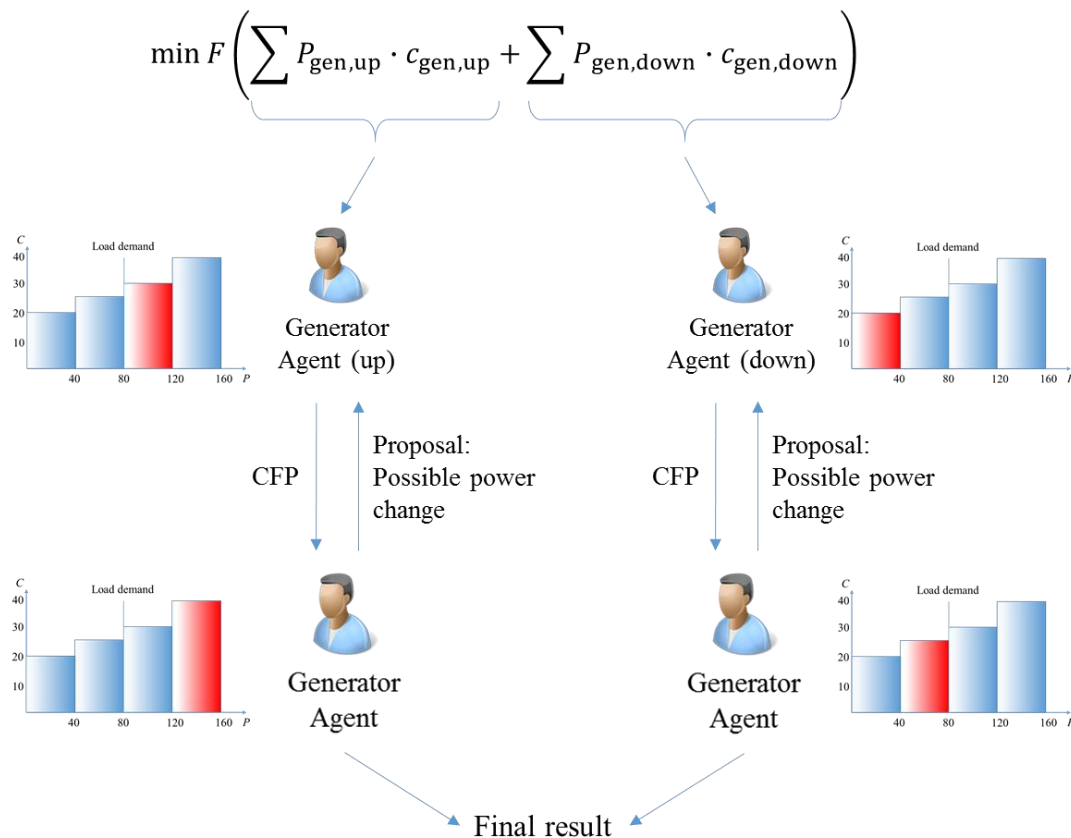 min F(∑ P_gen,up · c_gen,up + ∑ P_gen,down · c_gen,down)
C
Load demand
40
30
20
10
40 80 120 160 P
Generator
Agent (up)
Generator
Agent (down)
C
Load demand
40
30
20
10
40 80 120 160
CFP
Proposal:
Possible power
change
CFP
Proposal:
Possible power
change
C
Load demand
40
30
20
10
40 80 120 160 P
Generator
Agent
Generator
Agent
C
Load demand
40
30
20
10
40 80 120 160
Final result